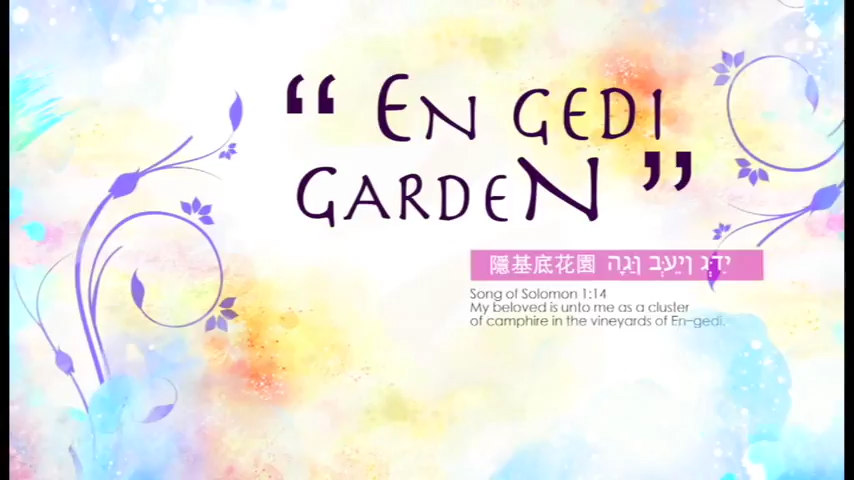 “ EN GEDI
GARDEN ”
隱基底花園 הַגָּן בְּעֵין גֶּדִי
Song of Solomon 1:14
My beloved is unto me as a cluster
of camphire in the vineyards of En-gedi.